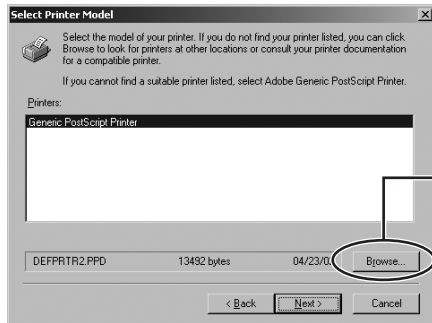 Select Printer Model
Select the model of your printer. If you do not find your printer listed, you can click
Browse to look for printers at other locations or consult your printer documentation
for a compatible printer.
If you cannot find a suitable printer listed, select Adobe Generic PostScript Printer.
Printers:
Generic PostScript Printer
DEFPRTR2.PPD 13492 bytes 04/23/0
Browse...
< Back Next > Cancel